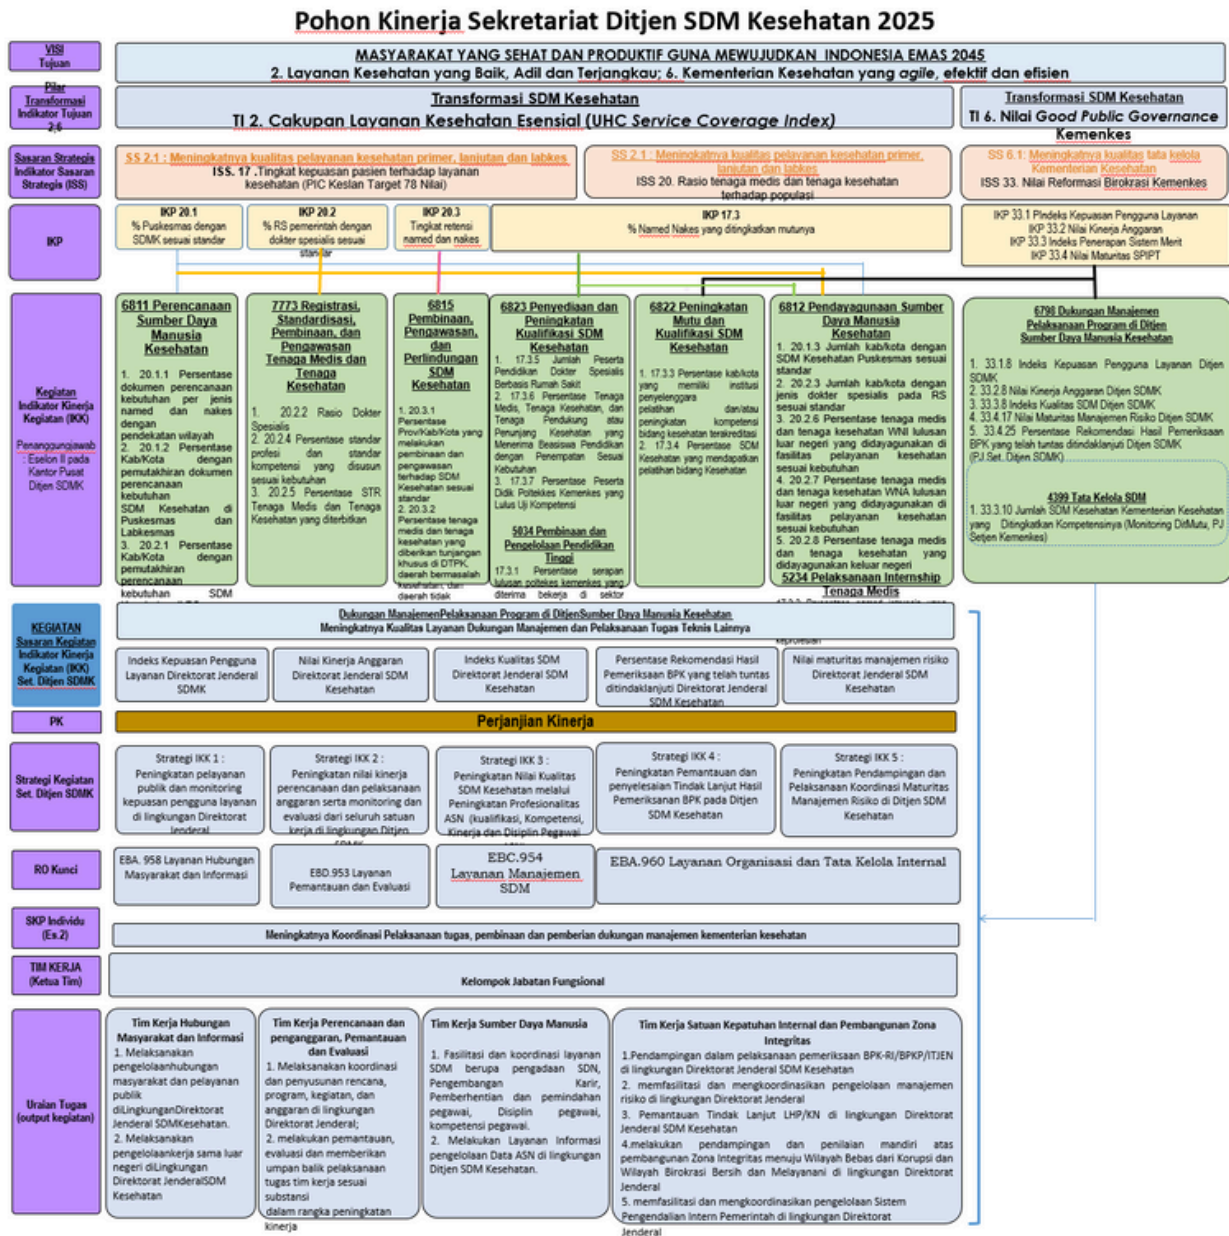 Pohon Kinerja Sekretariat Ditjen SDM Kesehatan 2025
VISI
Tujuan
MASYARAKAT YANG SEHAT DAN PRODUKTIF GUNA MEWUJUDKAN INDONESIA EMAS 2045
2. Layanan Kesehatan yang Baik, Adil dan Terjangkau; 6. Kementerian Kesehatan yang agile, efektif dan efisien
Pilar
Transformasi
Indikator Tujuan
2;6
Transformasi SDM Kesehatan
TI 2. Cakupan Layanan Kesehatan Esensial (UHC Service Coverage Index)
Transformasi SDM Kesehatan
TI 6. Nilai Good Public Governance
Kemenkes
Sasaran Strategis
Indikator Sasaran
Strategis (ISS)
SS 2.1 : Meningkatnya kualitas pelayanan kesehatan primer, lanjutan dan labkes
ISS. 17 .Tingkat kepuasan pasien terhadap layanan
kesehatan (PIC Keslan Target 78 Nilai)
SS 2.1 : Meningkatnya kualitas pelayanan kesehatan primer,
lanjutan dan labkes
ISS 20. Rasio tenaga medis dan tenaga kesehatan
terhadap populasi
SS 6.1: Meningkatnya kualitas tata kelola
Kementerian Kesehatan
ISS 33. Nilai Reformasi Birokrasi Kemenkes
IKP
IKP 20.1
% Puskesmas dengan
SDMK sesuai standar
IKP 20.2
% RS pemerintah dengan
dokter spesialis sesuai
standar
IKP 20.3
Tingkat retensi
named dan nakes
IKP 17.3
% Named Nakes yang ditingkatkan mutunya
IKP 33.1 PIndeks Kepuasan Pengguna Layanan
IKP 33.2 Nilai Kinerja Anggaran
IKP 33.3 Indeks Penerapan Sistem Merit
IKP 33.4 Nilai Maturitas SPIPT
Kegiatan
Indikator Kinerja
Kegiatan (IKK)
Penanggungjawab
: Eselon II pada
Kantor Pusat
Ditjen SDMK
6811 Perencanaan
Sumber Daya
Manusia
Kesehatan
1. 20.1.1 Persentase
dokumen perencanaan
kebutuhan per jenis
named dan nakes
dengan
pendekatan wilayah
2. 20.1.2 Persentase
Kab/Kota dengan
pemutakhiran dokumen
perencanaan
kebutuhan
SDM Kesehatan di
Puskesmas dan
Labkesmas
3. 20.2.1 Persentase
Kab/Kota dengan
pemutakhiran
perencanaan
kebutuhan SDM
7773 Registrasi,
Standardisasi,
Pembinaan, dan
Pengawasan
Tenaga Medis dan
Tenaga
Kesehatan
1. 20.2.2 Rasio Dokter
Spesialis
2. 20.2.4 Persentase standar
profesi dan standar
kompetensi yang disusun
sesuai kebutuhan
3. 20.2.5 Persentase STR
Tenaga Medis dan Tenaga
Kesehatan yang diterbitkan
6815
Pembinaan,
Pengawasan,
dan
Perlindungan
SDM
Kesehatan
1. 20.3.1
Persentase
Prov/Kab/Kota yang
melakukan
pembinaan dan
pengawasan
terhadap SDM
Kesehatan sesuai
standar
2. 20.3.2
Persentase tenaga
medis dan tenaga
kesehatan yang
diberikan tunjangan
khusus di DTPK,
daerah bermasalah
kesehatan, dan
daerah tidak
6823 Penyediaan dan
Peningkatan
Kualifikasi SDM
Kesehatan
1. 17.3.5 Jumlah Peserta
Pendidikan Dokter Spesialis
Berbasis Rumah Sakit
2. 17.3.6 Persentase Tenaga
Medis, Tenaga Kesehatan, dan
Tenaga Pendukung atau
Penunjang Kesehatan yang
Menerima Beasiswa Pendidikan
dengan Penempatan Sesuai
Kebutuhan
3. 17.3.7 Persentase Peserta
Didik Poltekkes Kemenkes yang
Lulus Uji Kompetensi
5034 Pembinaan dan
Pengelolaan Pendidikan
Tinggi
17.3.1 Persentase serapan
lulusan poltekes kemenkes yang
diterima bekerja di sektor
6822 Peningkatan
Mutu dan
Kualifikasi SDM
Kesehatan
1. 17.3.3 Persentase kab/kota
yang memiliki institusi
penyelenggara
pelatihan dan/atau
peningkatan kompetensi
bidang kesehatan terakreditasi
2. 17.3.4 Persentase SDM
Kesehatan yang mendapatkan
pelatihan bidang Kesehatan
6812 Pendayagunaan Sumber
Daya Manusia
Kesehatan
1. 20.1.3 Jumlah kab/kota dengan
SDM Kesehatan Puskesmas sesuai
standar
2. 20.2.3 Jumlah kab/kota dengan
jenis dokter spesialis pada RS
sesuai standar
3. 20.2.6 Persentase tenaga medis
dan tenaga kesehatan WNI lulusan
luar negeri yang didayagunakan di
fasilitas pelayanan kesehatan
sesuai kebutuhan
4. 20.2.7 Persentase tenaga medis
dan tenaga kesehatan WNA lulusan
luar negeri yang didayagunakan di
fasilitas pelayanan kesehatan
sesuai kebutuhan
5. 20.2.8 Persentase tenaga medis
dan tenaga kesehatan yang
didayagunakan keluar negeri
5234 Pelaksanaan Internship
Tenaga Medis
keprofesian
6798 Dukungan Manajemen
Pelaksanaan Program di Ditjen
Sumber Daya Manusia Kesehatan
1. 33.1.8 Indeks Kepuasan Pengguna Layanan Ditjen
SDMK
2. 33.2.8 Nilai Kinerja Anggaran Ditjen SDMK
3. 33.3.8 Indeks Kualitas SDM Ditjen SDMK
4. 33.4.17 Nilai Maturitas Manajemen Risiko Ditjen SDMK
5. 33.4.25 Persentase Rekomendasi Hasil Pemeriksaan
BPK yang telah tuntas ditindaklanjuti Ditjen SDMK
(PJ Set. Ditjen SDMK)
4399 Tata Kelola SDM
1. 33.3.10 Jumlah SDM Kesehatan Kementerian Kesehatan
yang Ditingkatkan Kompetensinya (Monitoring DitMutu, PJ
Setjen Kemenkes)
KEGIATAN
Sasaran Kegiatan
Indikator Kinerja
Kegiatan (IKK)
Set. Ditjen SDMK
Dukungan ManajemenPelaksanaan Program di DitjenSumber Daya Manusia Kesehatan
Meningkatnya Kualitas Layanan Dukungan Manajemen dan Pelaksanaan Tugas Teknis Lainnya
Indeks Kepuasan Pengguna
Layanan Direktorat Jenderal
SDMK
Nilai Kinerja Anggaran
Direktorat Jenderal SDM
Kesehatan
Indeks Kualitas SDM
Direktorat Jenderal SDM
Kesehatan
Persentase Rekomendasi Hasil
Pemeriksaan BPK yang telah tuntas
ditindaklanjuti Direktorat Jenderal
SDM Kesehatan
Nilai maturitas manajemen risiko
Direktorat Jenderal SDM
Kesehatan
PK
Perjanjian Kinerja
Strategi Kegiatan
Set. Ditjen SDMK
Strategi IKK 1 :
Peningkatan pelayanan
publik dan monitoring
kepuasan pengguna layanan
di lingkungan Direktorat
Jenderal
Strategi IKK 2 :
Peningkatan nilai kinerja
perencanaan dan pelaksanaan
anggaran serta monitoring dan
evaluasi dari seluruh satuan
kerja di lingkungan Ditjen
SDMK
Strategi IKK 3 :
Peningkatan Nilai Kualitas
SDM Kesehatan melalui
Peningkatan Profesionalitas
ASN (kualifikasi, Kompetensi,
Kinerja dan Disiplin Pegawai
Strategi IKK 4 :
Peningkatan Pemantauan dan
penyelesaian Tindak Lanjut Hasil
Pemeriksanan BPK pada Ditjen
SDM Kesehatan
Strategi IKK 5 :
Peningkatan Pendampingan dan
Pelaksanaan Koordinasi Maturitas
Manajemen Risiko di Ditjen SDM
Kesehatan
RO Kunci
EBA. 958 Layanan Hubungan
Masyarakat dan Informasi
EBD.953 Layanan
Pemantauan dan Evaluasi
EBC.954
Layanan Manajemen
SDM
EBA.960 Layanan Organisasi dan Tata Kelola Internal
SKP Individu
(Es.2)
Meningkatnya Koordinasi Pelaksanaan tugas, pembinaan dan pemberian dukungan manajemen kementerian kesehatan
TIM KERJA
(Ketua Tim)
Kelompok Jabatan Fungsional
Uraian Tugas
(output kegiatan)
Tim Kerja Hubungan
Masyarakat dan Informasi
1. Melaksanakan
pengelolaanhubungan
masyarakat dan pelayanan
publik
diLingkunganDirektorat
Jenderal SDMKesehatan.
2. Melaksanakan
pengelolaankerja sama luar
negeri diLingkungan
Direktorat JenderalSDM
Kesehatan
Tim Kerja Perencanaan dan
penganggaran, Pemantauan
dan Evaluasi
1. Melaksanakan koordinasi
dan penyusunan rencana,
program, kegiatan, dan
anggaran di lingkungan
Direktorat Jenderal;
2. melakukan pemantauan,
evaluasi dan memberikan
umpan balik pelaksanaan
tugas tim kerja sesuai
substansi
dalam rangka peningkatan
kinerja
Tim Kerja Sumber Daya Manusia
1. Fasilitasi dan koordinasi layanan
SDM berupa pengadaan SDN,
Pengembangan Karir,
Pemberhentian dan pemindahan
pegawai, Disiplin pegawai,
kompetensi pegawai.
2. Melakukan Layanan Informasi
pengelolaan Data ASN di lingkungan
Ditjen SDM Kesehatan.
Tim Kerja Satuan Kepatuhan Internal dan Pembangunan Zona
Integritas
1.Pendampingan dalam pelaksanaan pemeriksaan BPK-RI/BPKP/ITJEN
di lingkungan Direktorat Jenderal SDM Kesehatan
2. memfasilitasi dan mengkoordinasikan pengelolaan manajemen
risiko di lingkungan Direktorat Jenderal
3. Pemantauan Tindak Lanjut LHP/KN di lingkungan Direktorat
Jenderal SDM Kesehatan
4.melakukan pendampingan dan penilaian mandiri atas
pembangunan Zona Integritas menuju Wilayah Bebas dari Korupsi dan
Wilayah Birokrasi Bersih dan Melayanani di lingkungan Direktorat
Jenderal
5. memfasilitasi dan mengkoordinasikan pengelolaan Sistem
Pengendalian Intern Pemerintah di lingkungan Direktorat
Jenderal